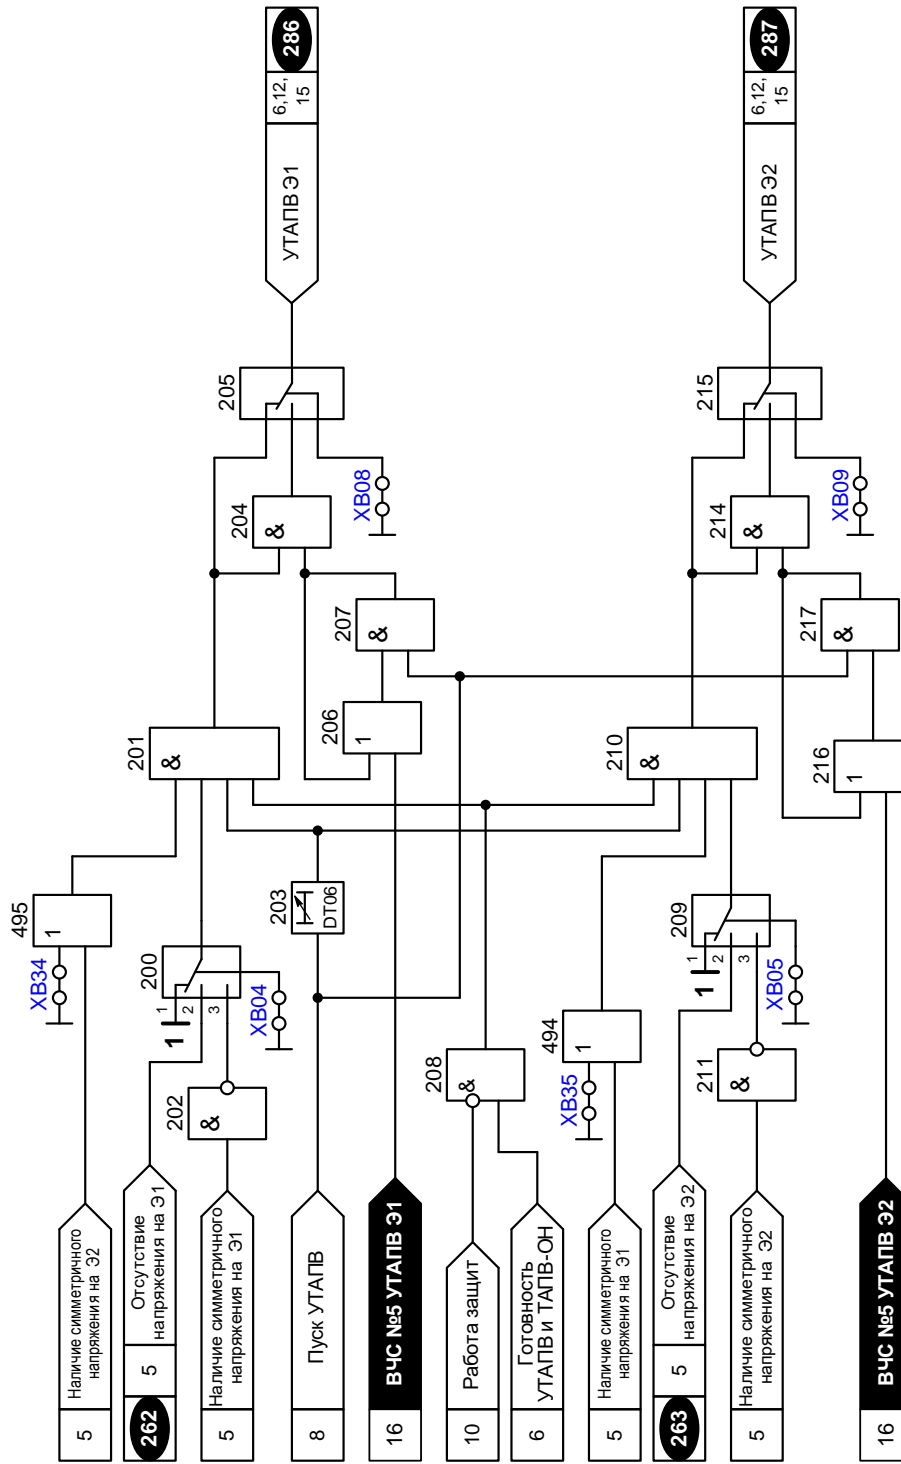 286
6,12,
15
УТАПВ Э1
205
204
&
XB08
207
&
206
1
201
&
495
1
XB34
200
1
2
3
1
XB04
202
&
203
DT06
208
&
5
Наличие симметричного
напряжения на Э2
262
5
Отсутствие
напряжения на Э1
5
Наличие симметричного
напряжения на Э1
8
Пуск УТАПВ
16
ВЧС №5 УТАПВ Э1
10
Работа защит
6
Готовность
УТАПВ и ТАПВ-ОН
287
6,12,
15
УТАПВ Э2
215
214
&
XB09
217
&
216
1
210
&
494
1
XB35
209
1
2
3
1
XB05
211
&
5
Наличие симметричного
напряжения на Э1
263
5
Отсутствие
напряжения на Э2
5
Наличие симметричного
напряжения на Э2
16
ВЧС №5 УТАПВ Э2